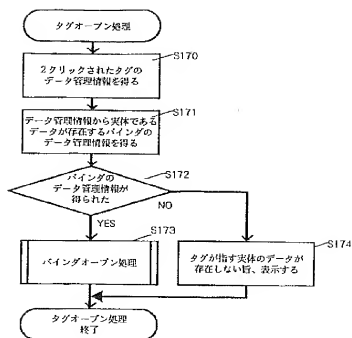 タグオープン処理
S170
2クリックされたタグの
データ管理情報を得る
S171
データ管理情報から実体である
データが存在するバインダの
データ管理情報を得る
S172
バインダの
データ管理情報が
得られた
NO
YES
S173
バインダオープン処理
S174
タグが指す実体のデータが
存在しない旨、表示する
タグオープン処理
終了